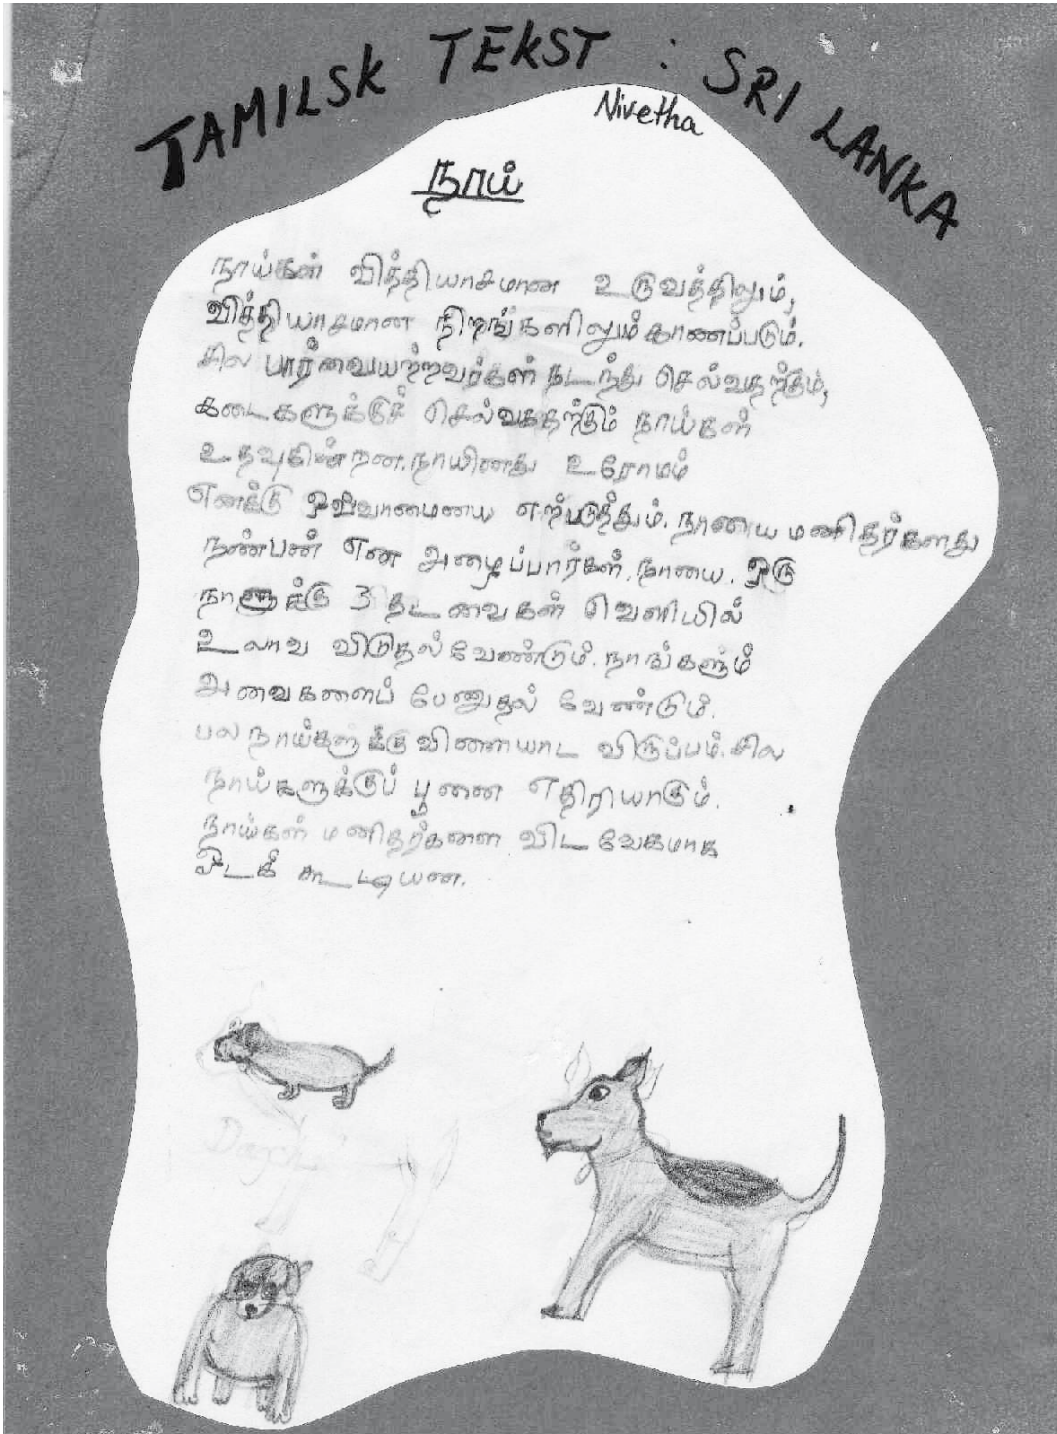 TAMILSK TEKST : SRI LANKA
Nivetha
நாய்
நாய்கள் வித்தியாசமான உருவத்திலும்,
வித்தியாசமான நிறங்களிலும் காணப்படும்.
சில பார்வையற்றவர்கள் நடந்து செல்வதற்கும்,
கடைகளுக்குச் செல்வதற்கும் நாய்கள்
உதவுகின்றன. நாயினது உரோமம்
எனக்கு ஒவ்வாமையை எற்படுத்தும். நாயை மனிதர்களது
நண்பன் என அழைப்பார்கள். நாயை. ஒரு
நாளுக்கு 3 தடவைகள் வெளியில்
உலாவ விடுதல் வேண்டும். நாங்களும்
அவைகளைப் பேணுதல் வேண்டும்.
பல நாய்களுக்கு விளையாட விருப்பம். சில
நாய்களுக்குப் பூனை எதிரியாகும்.
நாய்கள் மனிதர்களை விட வேகமாக
ஓடக் கூடியன.